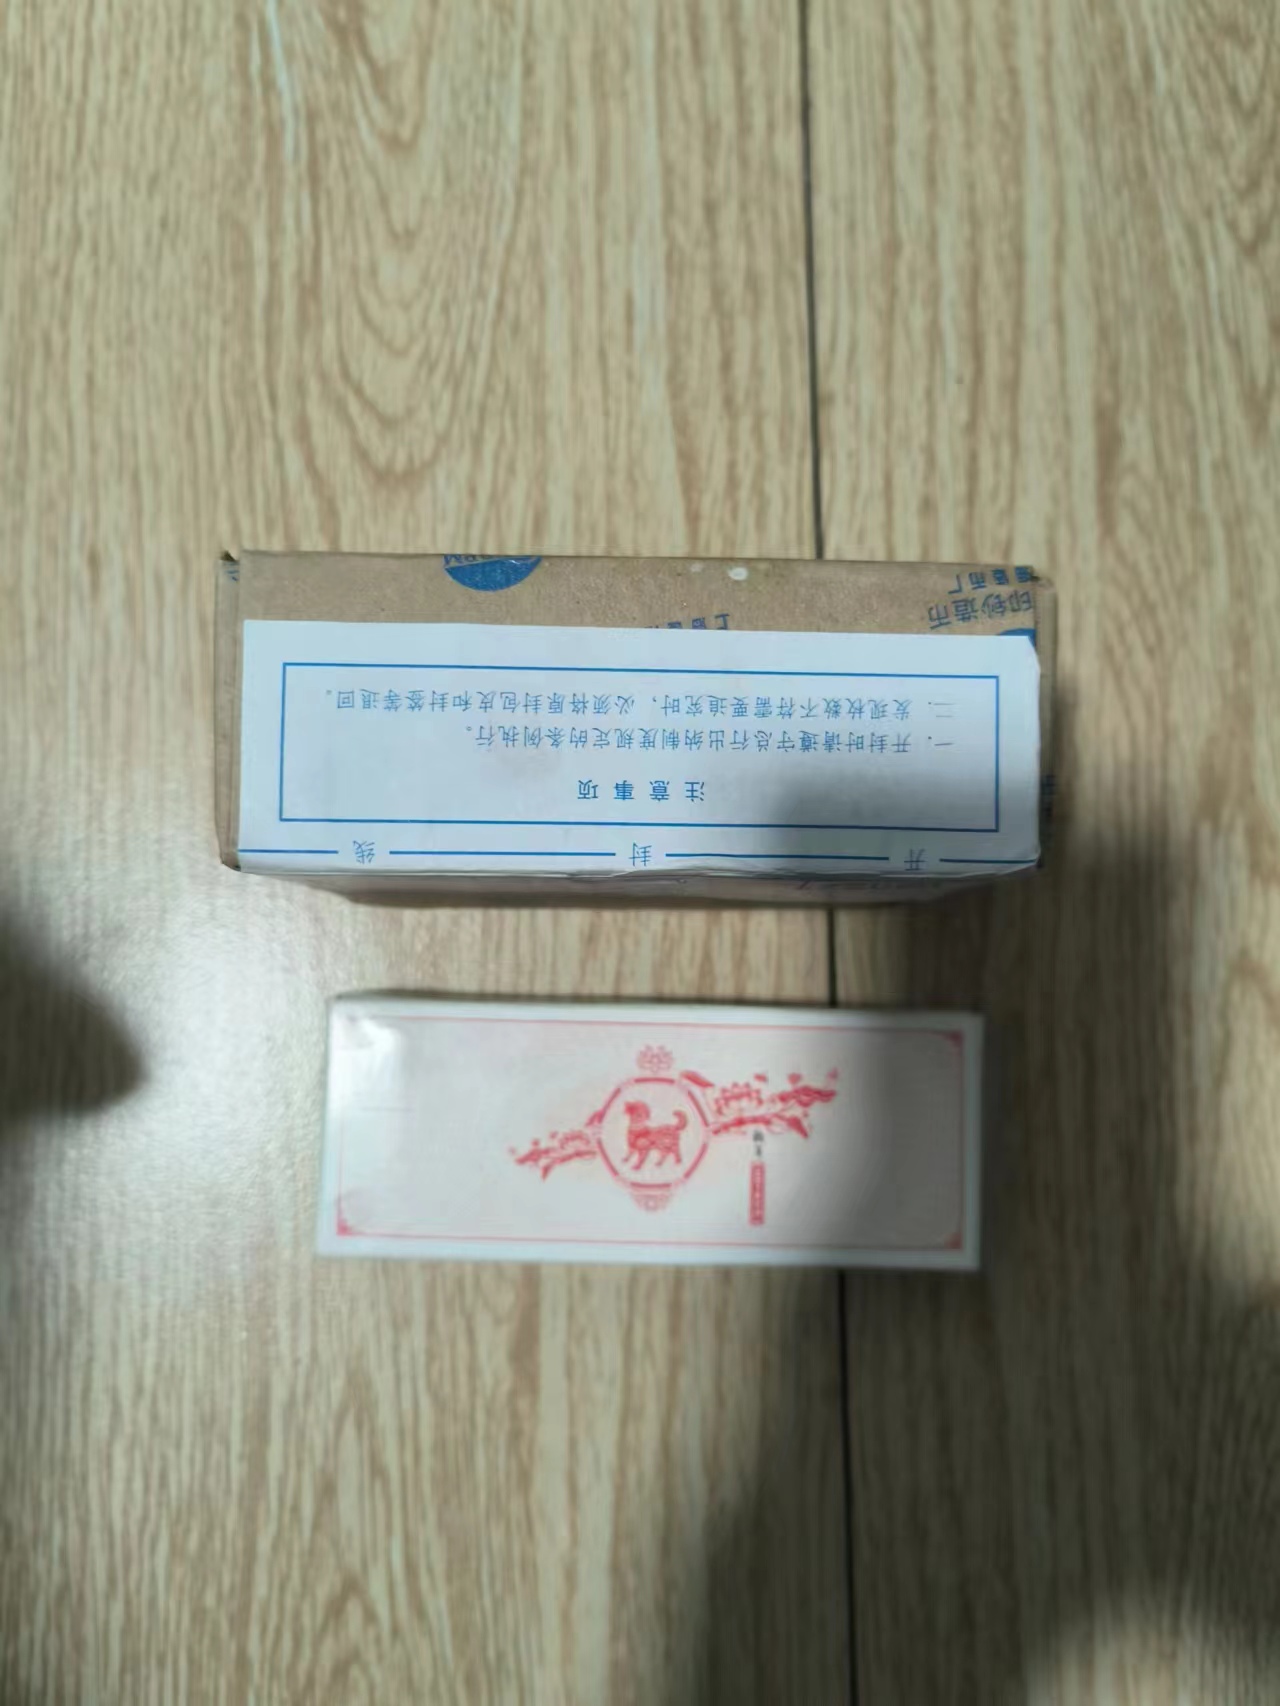 开封线
注意事项
一．开封时请遵守总行出纳制度规定的条例执行。
二．发现枚数不符需要追究时，必须将原封包皮和封签等退回。
印钞造币